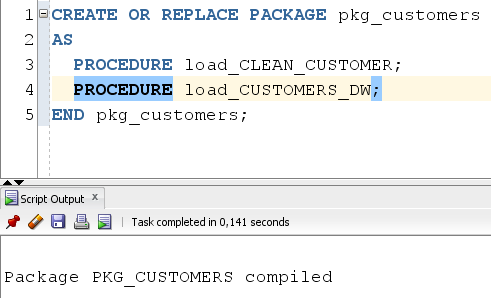 1 CREATE OR REPLACE PACKAGE pkg_customers
2 AS
3 PROCEDURE load_CLEAN_CUSTOMER;
4 PROCEDURE load_CUSTOMERS_DW;
5 END pkg_customers;
Script Output x
Task completed in 0,141 seconds
Package PKG_CUSTOMERS compiled